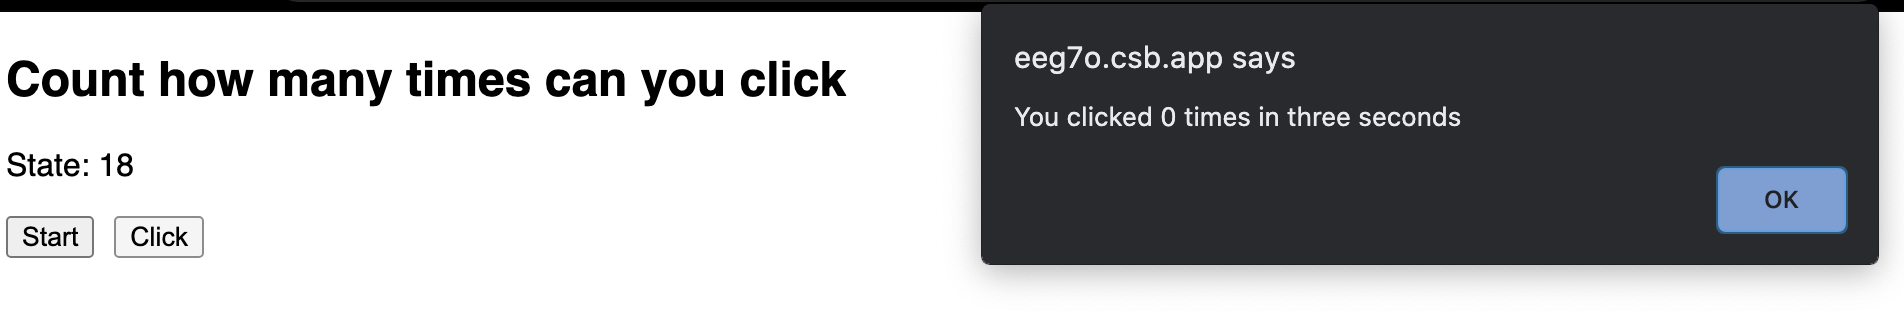 Count how many times can you click
State: 18
Start Click
eeg7o.csb.app says
You clicked 0 times in three seconds
OK